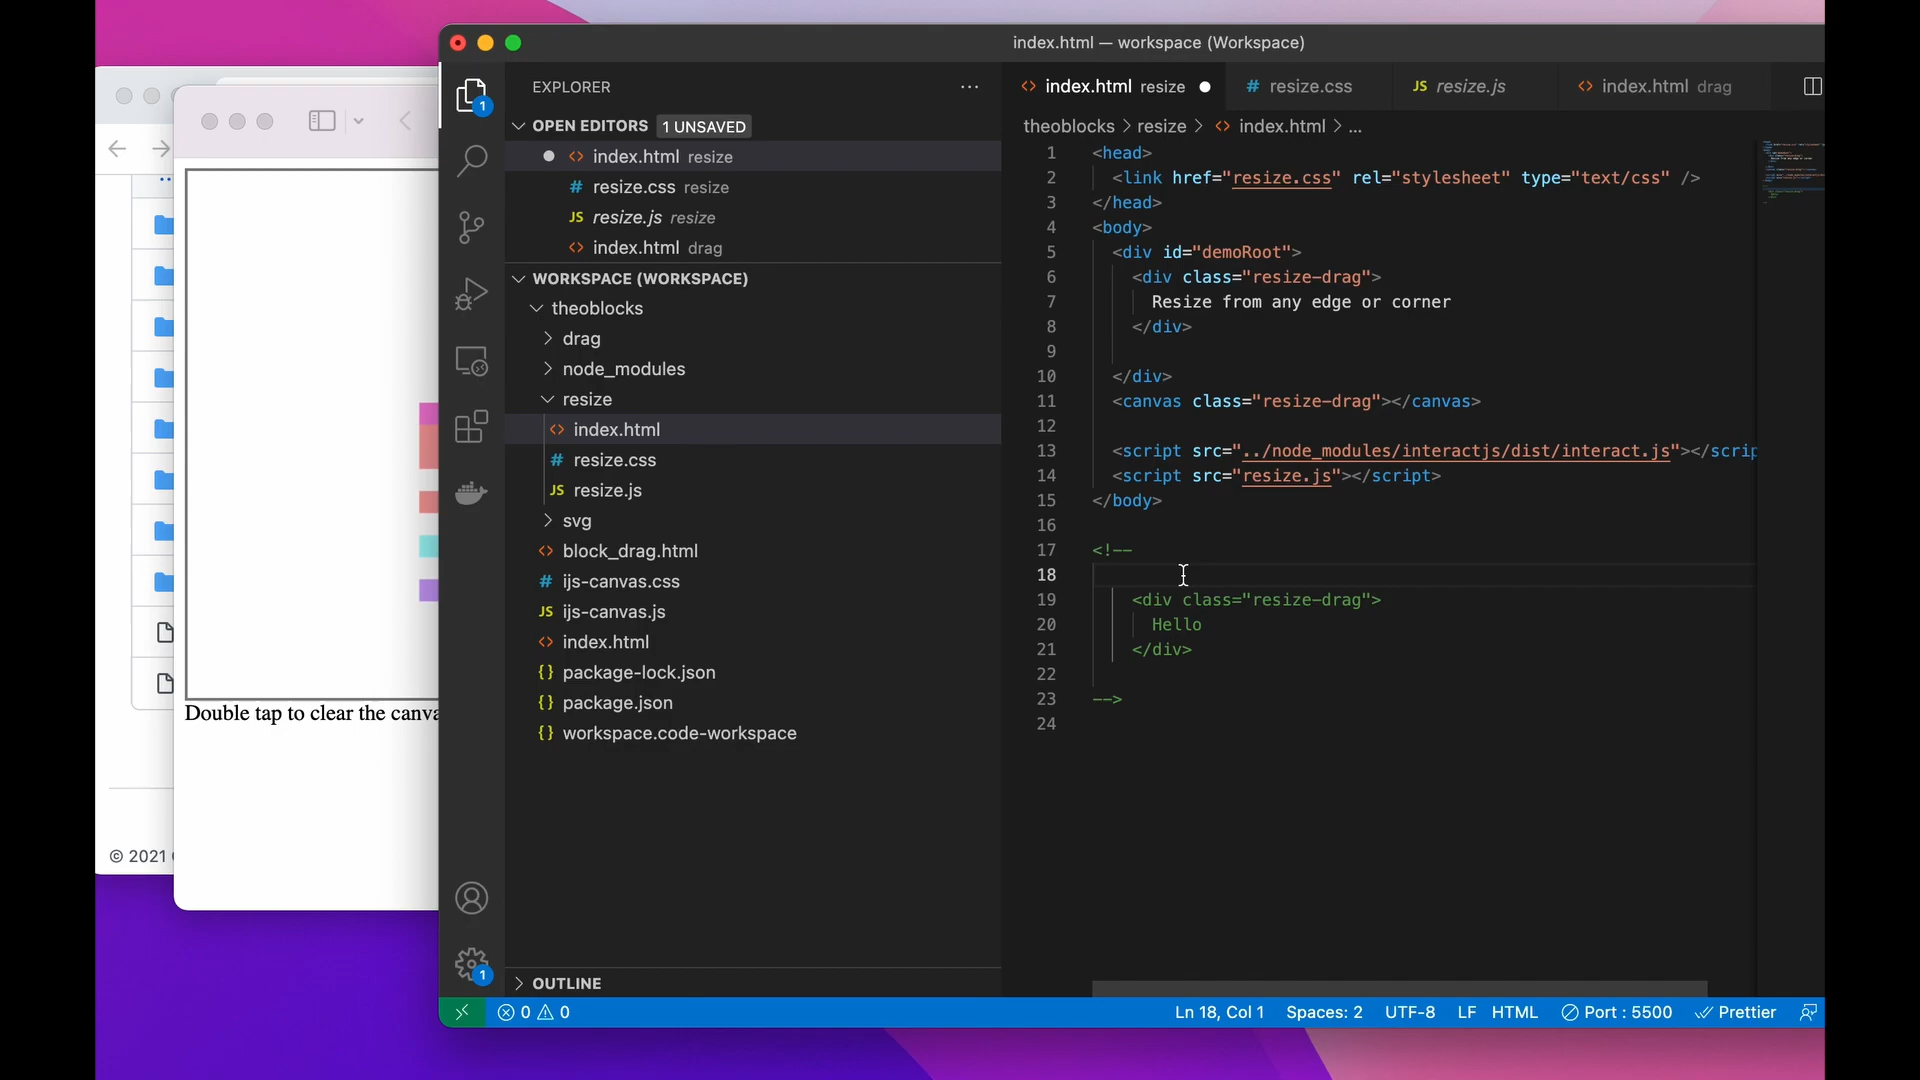 index.html — workspace (Workspace)
EXPLORER
1
OPEN EDITORS 1 UNSAVED
<> index.html resize
# resize.css resize
JS resize.js resize
<> index.html drag
WORKSPACE (WORKSPACE)
theoblocks
drag
node_modules
resize
<> index.html
# resize.css
JS resize.js
svg
<> block_drag.html
# ijs-canvas.css
JS ijs-canvas.js
<> index.html
{} package-lock.json
{} package.json
{} workspace.code-workspace
OUTLINE
1
<> index.html resize
# resize.css
JS resize.js
<> index.html drag
theoblocks > resize > <> index.html > ...
1 <head>
2 <link href="resize.css" rel="stylesheet" type="text/css" />
3 </head>
4 <body>
5 <div id="demoRoot">
6 <div class="resize-drag">
7 Resize from any edge or corner
8 </div>
9
10 </div>
11 <canvas class="resize-drag"></canvas>
12
13 <script src="../node_modules/interactjs/dist/interact.js"></scrip
14 <script src="resize.js"></script>
15 </body>
16
17 <!--
18
19 <div class="resize-drag">
20 Hello
21 </div>
22
23 -->
24
Double tap to clear the canva
© 2021
0 0
Ln 18, Col 1 Spaces: 2 UTF-8 LF HTML Port : 5500 Prettier